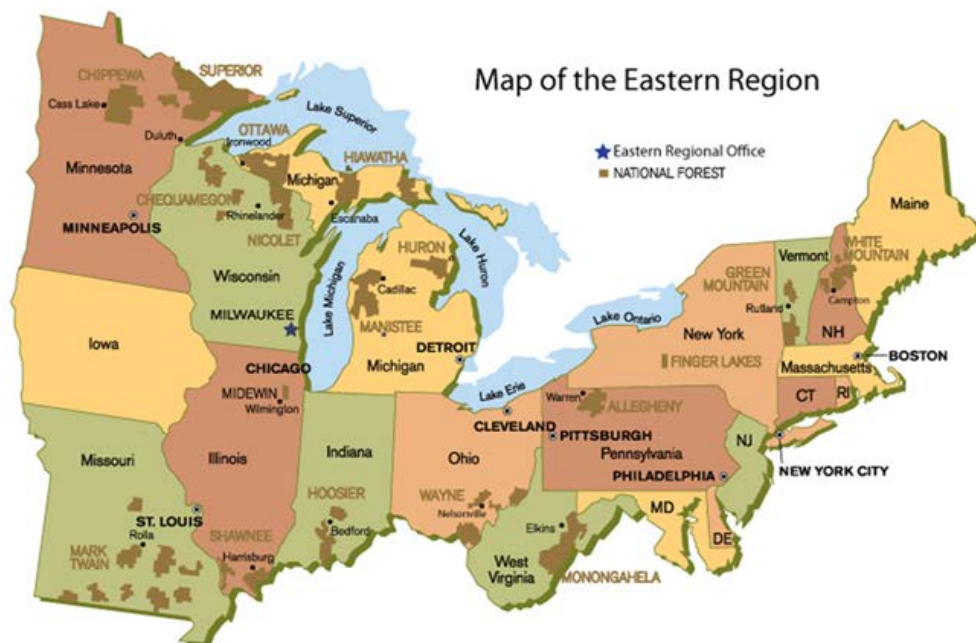 Map of the Eastern Region
Eastern Regional Office
NATIONAL FOREST
CHIPPEWA
SUPERIOR
Cass Lake
Lake Superior
Duluth
OTTAWA
Ironwood
HIAWATHA
Minnesota
Michigan
CHEQUAMEGON
Rhinelander
Escanaba
MINNEAPOLIS
NICOLET
Wisconsin
Lake Michigan
HURON
Lake Huron
Cadillac
MILWAUKEE
MANISTEE
Iowa
DETROIT
Michigan
CHICAGO
Maine
Vermont
WHITE
MOUNTAIN
GREEN
MOUNTAIN
Campton
Rutland
Lake Ontario
New York
NH
BOSTON
FINGER LAKES
Massachusetts
Lake Erie
CT
RI
MIDEWIN
Wilmington
Warren
ALLEGHENY
CLEVELAND
PITTSBURGH
Pennsylvania
NJ
NEW YORK CITY
PHILADELPHIA
Missouri
Illinois
Indiana
Ohio
HOOSIER
WAYNE
Nelsonville
MD
DE
ST. LOUIS
Rolla
Bedford
Elkins
MARK
TWAIN
SHAWNEE
Harrisburg
West
Virginia
MONONGAHELA